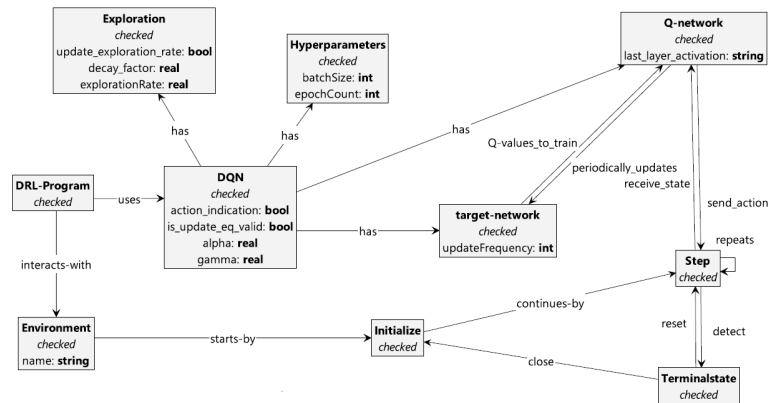 Exploration
checked
update_exploration_rate: bool
decay_factor: real
explorationRate: real
Hyperparameters
checked
batchSize: int
epochCount: int
Q-network
checked
last_layer_activation: string
has
has
has
Q-values_to_train
periodically_updates
receive_state
send_action
DRL-Program
checked
uses
DQN
checked
action_indication: bool
is_update_eq_valid: bool
alpha: real
gamma: real
has
target-network
checked
updateFrequency: int
repeats
Step
checked
interacts-with
continues-by
Environment
checked
name: string
starts-by
Initialize
checked
reset
detect
close
Terminalstate
checked